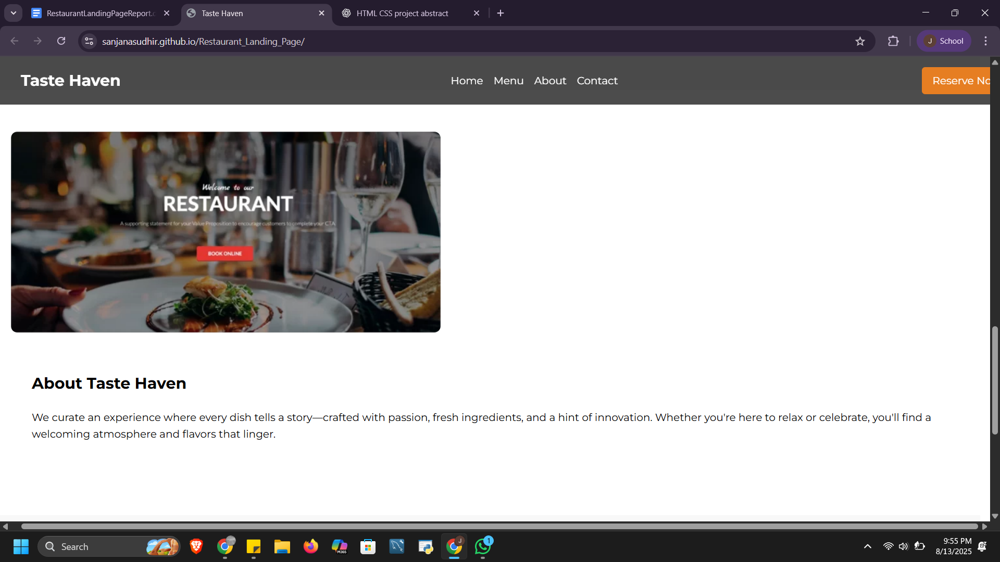 RestaurantLandingPageReport.
Taste Haven
HTML CSS project abstract
sanjanasudhir.github.io/Restaurant_Landing_Page/
J School
Taste Haven
Home Menu About Contact
Reserve No
Welcome to our
RESTAURANT
A supporting statement for your Value Proposition to encourage customers to complete your CTA
BOOK ONLINE
About Taste Haven
We curate an experience where every dish tells a story—crafted with passion, fresh ingredients, and a hint of innovation. Whether you're here to relax or celebrate, you'll find a
welcoming atmosphere and flavors that linger.
Search
M365
J
1
9:55 PM
8/13/2025